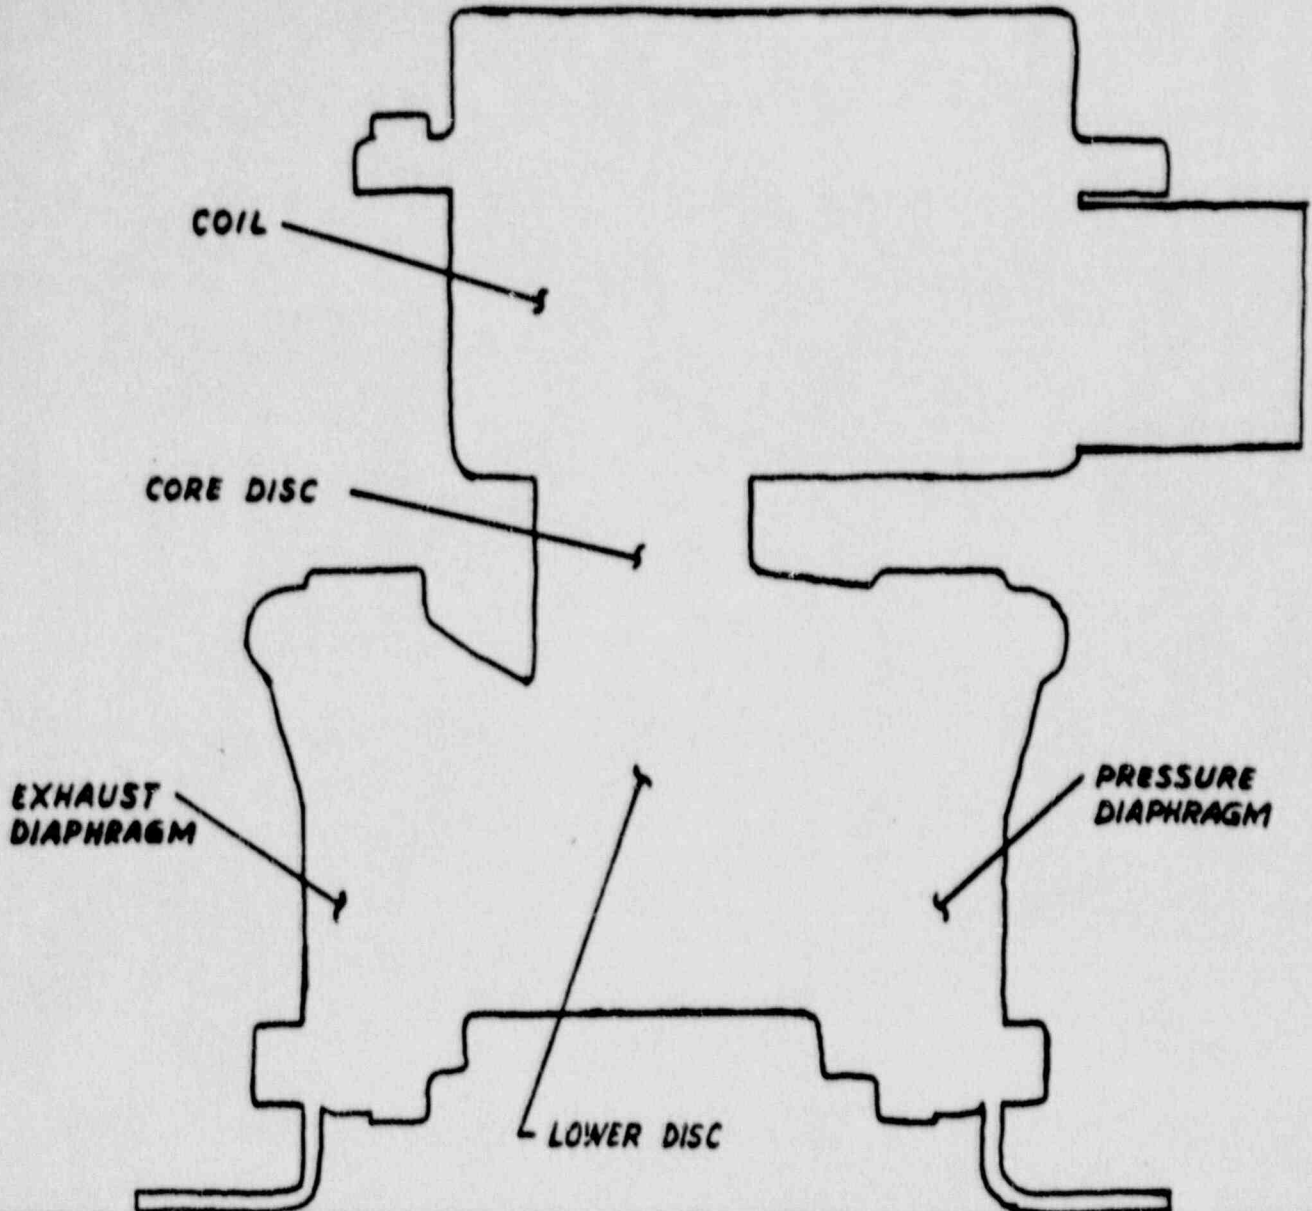 COIL
CORE DISC
EXHAUST
DIAPHRAGM
PRESSURE
DIAPHRAGM
LOWER DISC